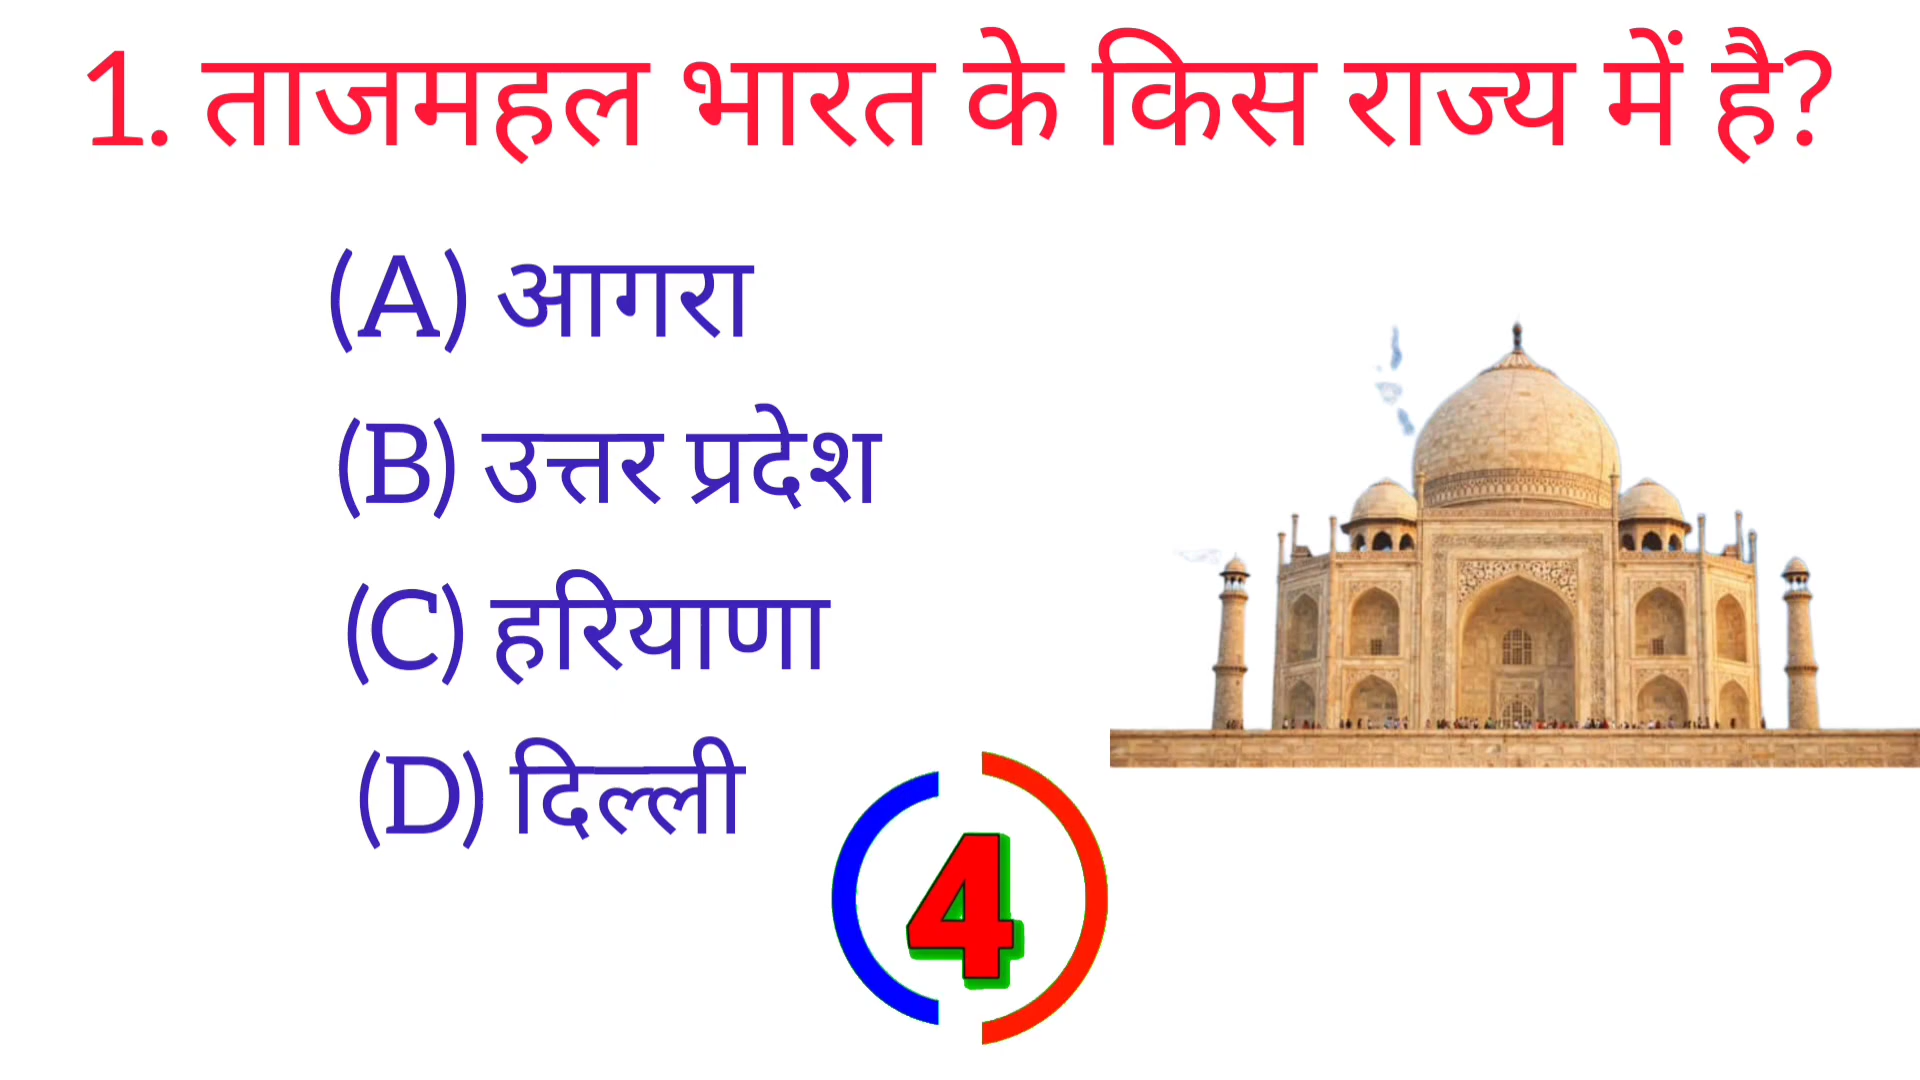 1. ताजमहल भारत के किस राज्य में है?
(A) आगरा
(B) उत्तर प्रदेश
(C) हरियाणा
(D) दिल्ली
4